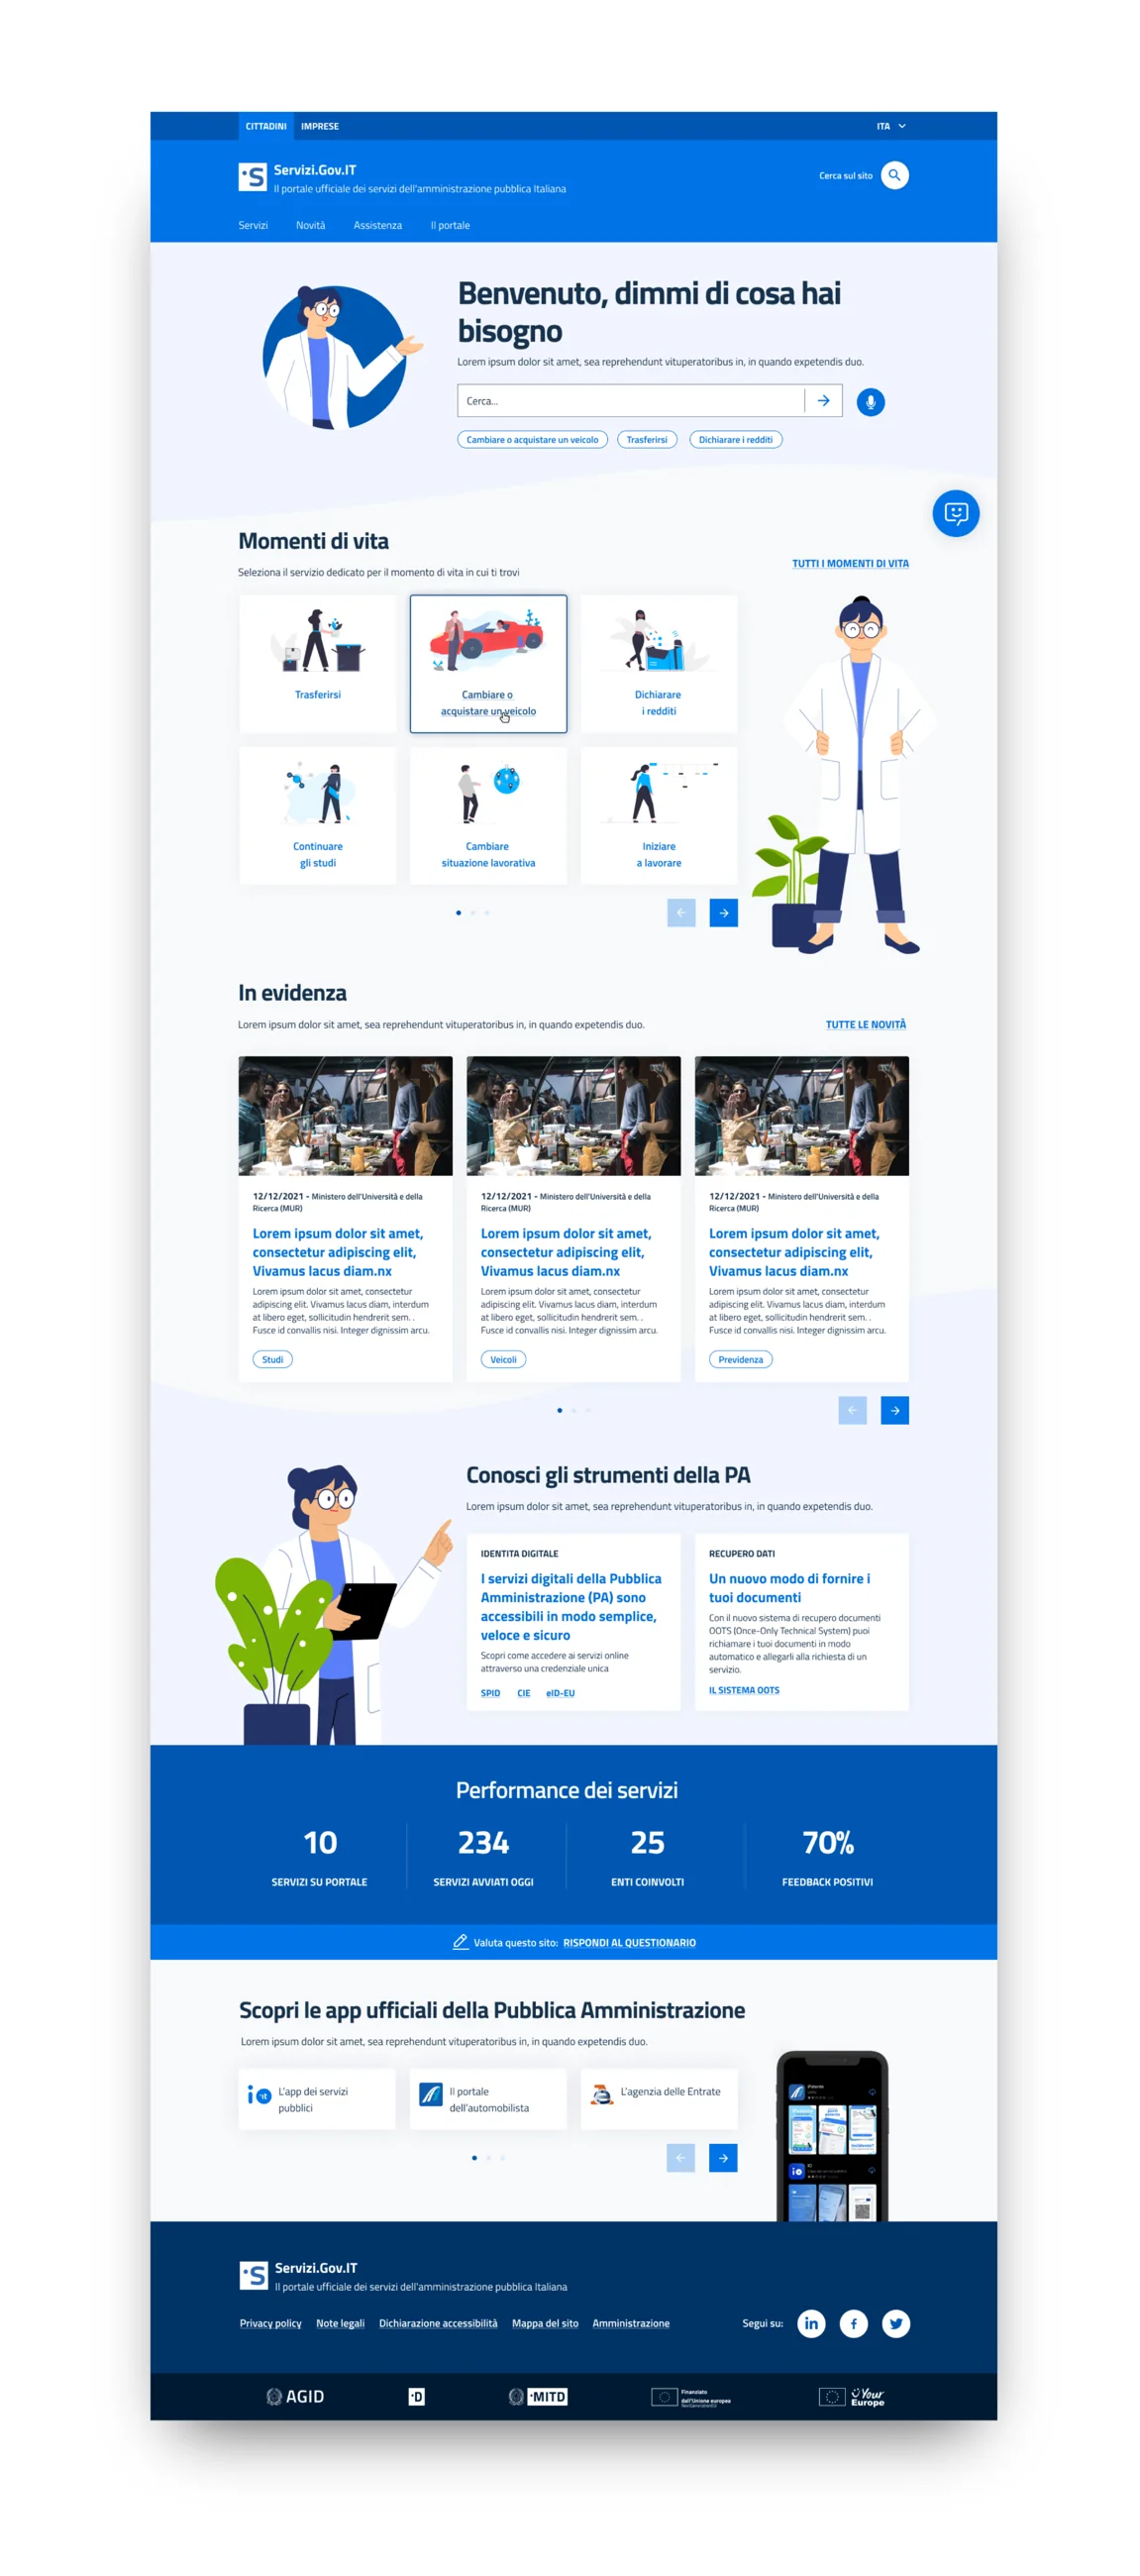 CITTADINI IMPRESE ITA
·S Servizi.Gov.IT
Il portale ufficiale dei servizi dell'amministrazione pubblica Italiana
Cerca sul sito
Servizi Novità Assistenza Il portale
Benvenuto, dimmi di cosa hai
bisogno
Lorem ipsum dolor sit amet, sea reprehendunt vituperatoribus in, in quando expetendis duo.
Cerca...
Cambiare o acquistare un veicolo Trasferirsi Dichiarare i redditi
Momenti di vita
Seleziona il servizio dedicato per il momento di vita in cui ti trovi
TUTTI I MOMENTI DI VITA
Trasferirsi
Cambiare o
acquistare un veicolo
Dichiarare
i redditi
Continuare
gli studi
Cambiare
situazione lavorativa
Iniziare
a lavorare
In evidenza
Lorem ipsum dolor sit amet, sea reprehendunt vituperatoribus in, in quando expetendis duo.
TUTTE LE NOVITÀ
12/12/2021 - Ministero dell'Università e della
Ricerca (MUR)
Lorem ipsum dolor sit amet,
consectetur adipiscing elit,
Vivamus lacus diam.nx
Lorem ipsum dolor sit amet, consectetur
adipiscing elit. Vivamus lacus diam, interdum
at libero eget, sollicitudin hendrerit sem. .
Fusce id convallis nisi. Integer dignissim arcu.
Studi
12/12/2021 - Ministero dell'Università e della
Ricerca (MUR)
Lorem ipsum dolor sit amet,
consectetur adipiscing elit,
Vivamus lacus diam.nx
Lorem ipsum dolor sit amet, consectetur
adipiscing elit. Vivamus lacus diam, interdum
at libero eget, sollicitudin hendrerit sem. .
Fusce id convallis nisi. Integer dignissim arcu.
Veicoli
12/12/2021 - Ministero dell'Università e della
Ricerca (MUR)
Lorem ipsum dolor sit amet,
consectetur adipiscing elit,
Vivamus lacus diam.nx
Lorem ipsum dolor sit amet, consectetur
adipiscing elit. Vivamus lacus diam, interdum
at libero eget, sollicitudin hendrerit sem. .
Fusce id convallis nisi. Integer dignissim arcu.
Previdenza
Conosci gli strumenti della PA
Lorem ipsum dolor sit amet, sea reprehendunt vituperatoribus in, in quando expetendis duo.
IDENTITA DIGITALE
I servizi digitali della Pubblica
Amministrazione (PA) sono
accessibili in modo semplice,
veloce e sicuro
Scopri come accedere ai servizi online
attraverso una credenziale unica
SPID CIE eID-EU
RECUPERO DATI
Un nuovo modo di fornire i
tuoi documenti
Con il nuovo sistema di recupero documenti
OOTS (Once-Only Technical System) puoi
richiamare i tuoi documenti in modo
automatico e allegarli alla richiesta di un
servizio.
IL SISTEMA OOTS
Performance dei servizi
10 234 25 70%
SERVIZI SU PORTALE SERVIZI AVVIATI OGGI ENTI COINVOLTI FEEDBACK POSITIVI
Valuta questo sito: RISPONDI AL QUESTIONARIO
Scopri le app ufficiali della Pubblica Amministrazione
Lorem ipsum dolor sit amet, sea reprehendunt vituperatoribus in, in quando expetendis duo.
L'app dei servizi
pubblici
Il portale
dell'automobilista
L'agenzia delle Entrate
iPatente
IO
·S Servizi.Gov.IT
Il portale ufficiale dei servizi dell'amministrazione pubblica Italiana
Privacy policy Note legali Dichiarazione accessibilità Mappa del sito Amministrazione
Segui su:
AGID
·D
·MITD
Finanziato
dall'Unione europea
NextGenerationEU
Your
Europe